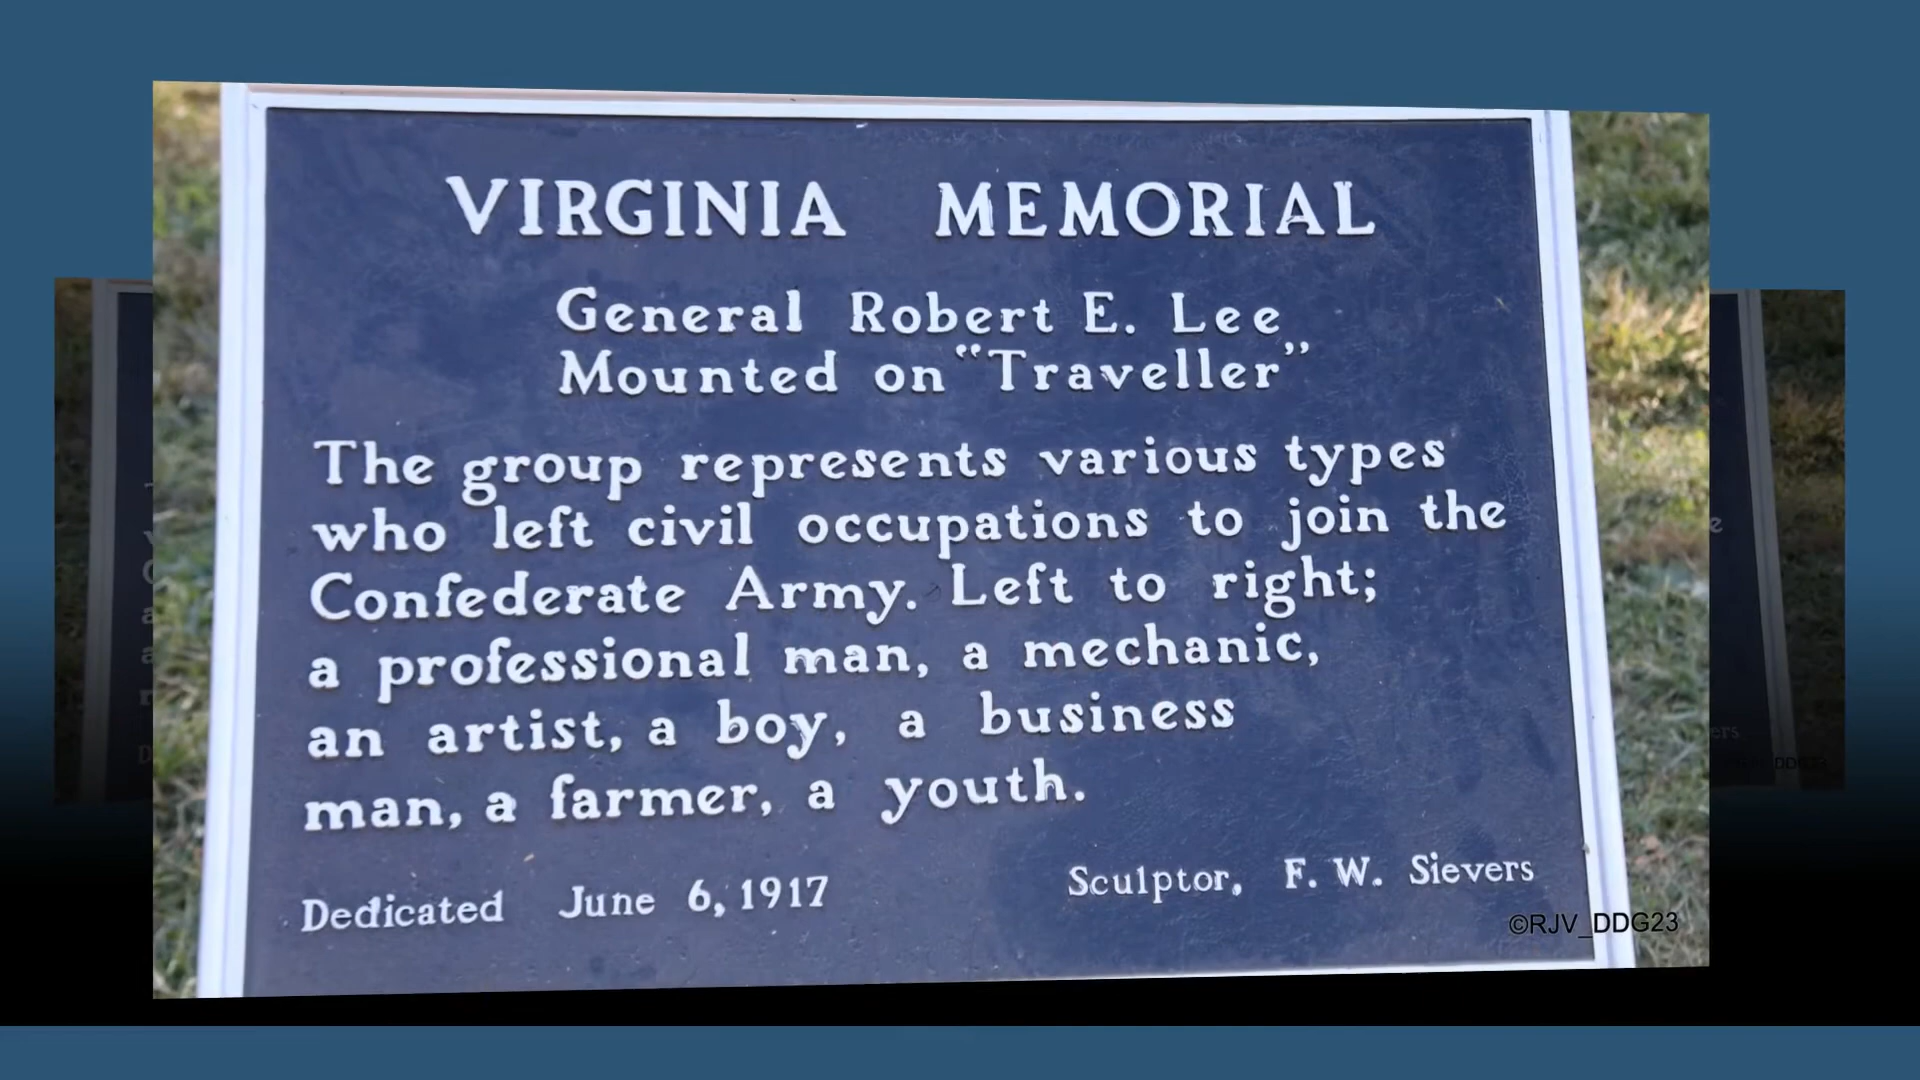 VIRGINIA MEMORIAL
General Robert E. Lee
Mounted on "Traveller"
The group represents various types
who left civil occupations to join the
Confederate Army. Left to right;
a professional man, a mechanic,
an artist, a boy, a business
man, a farmer, a youth.
Dedicated June 6, 1917
Sculptor, F. W. Sievers
©RJV_DDG23